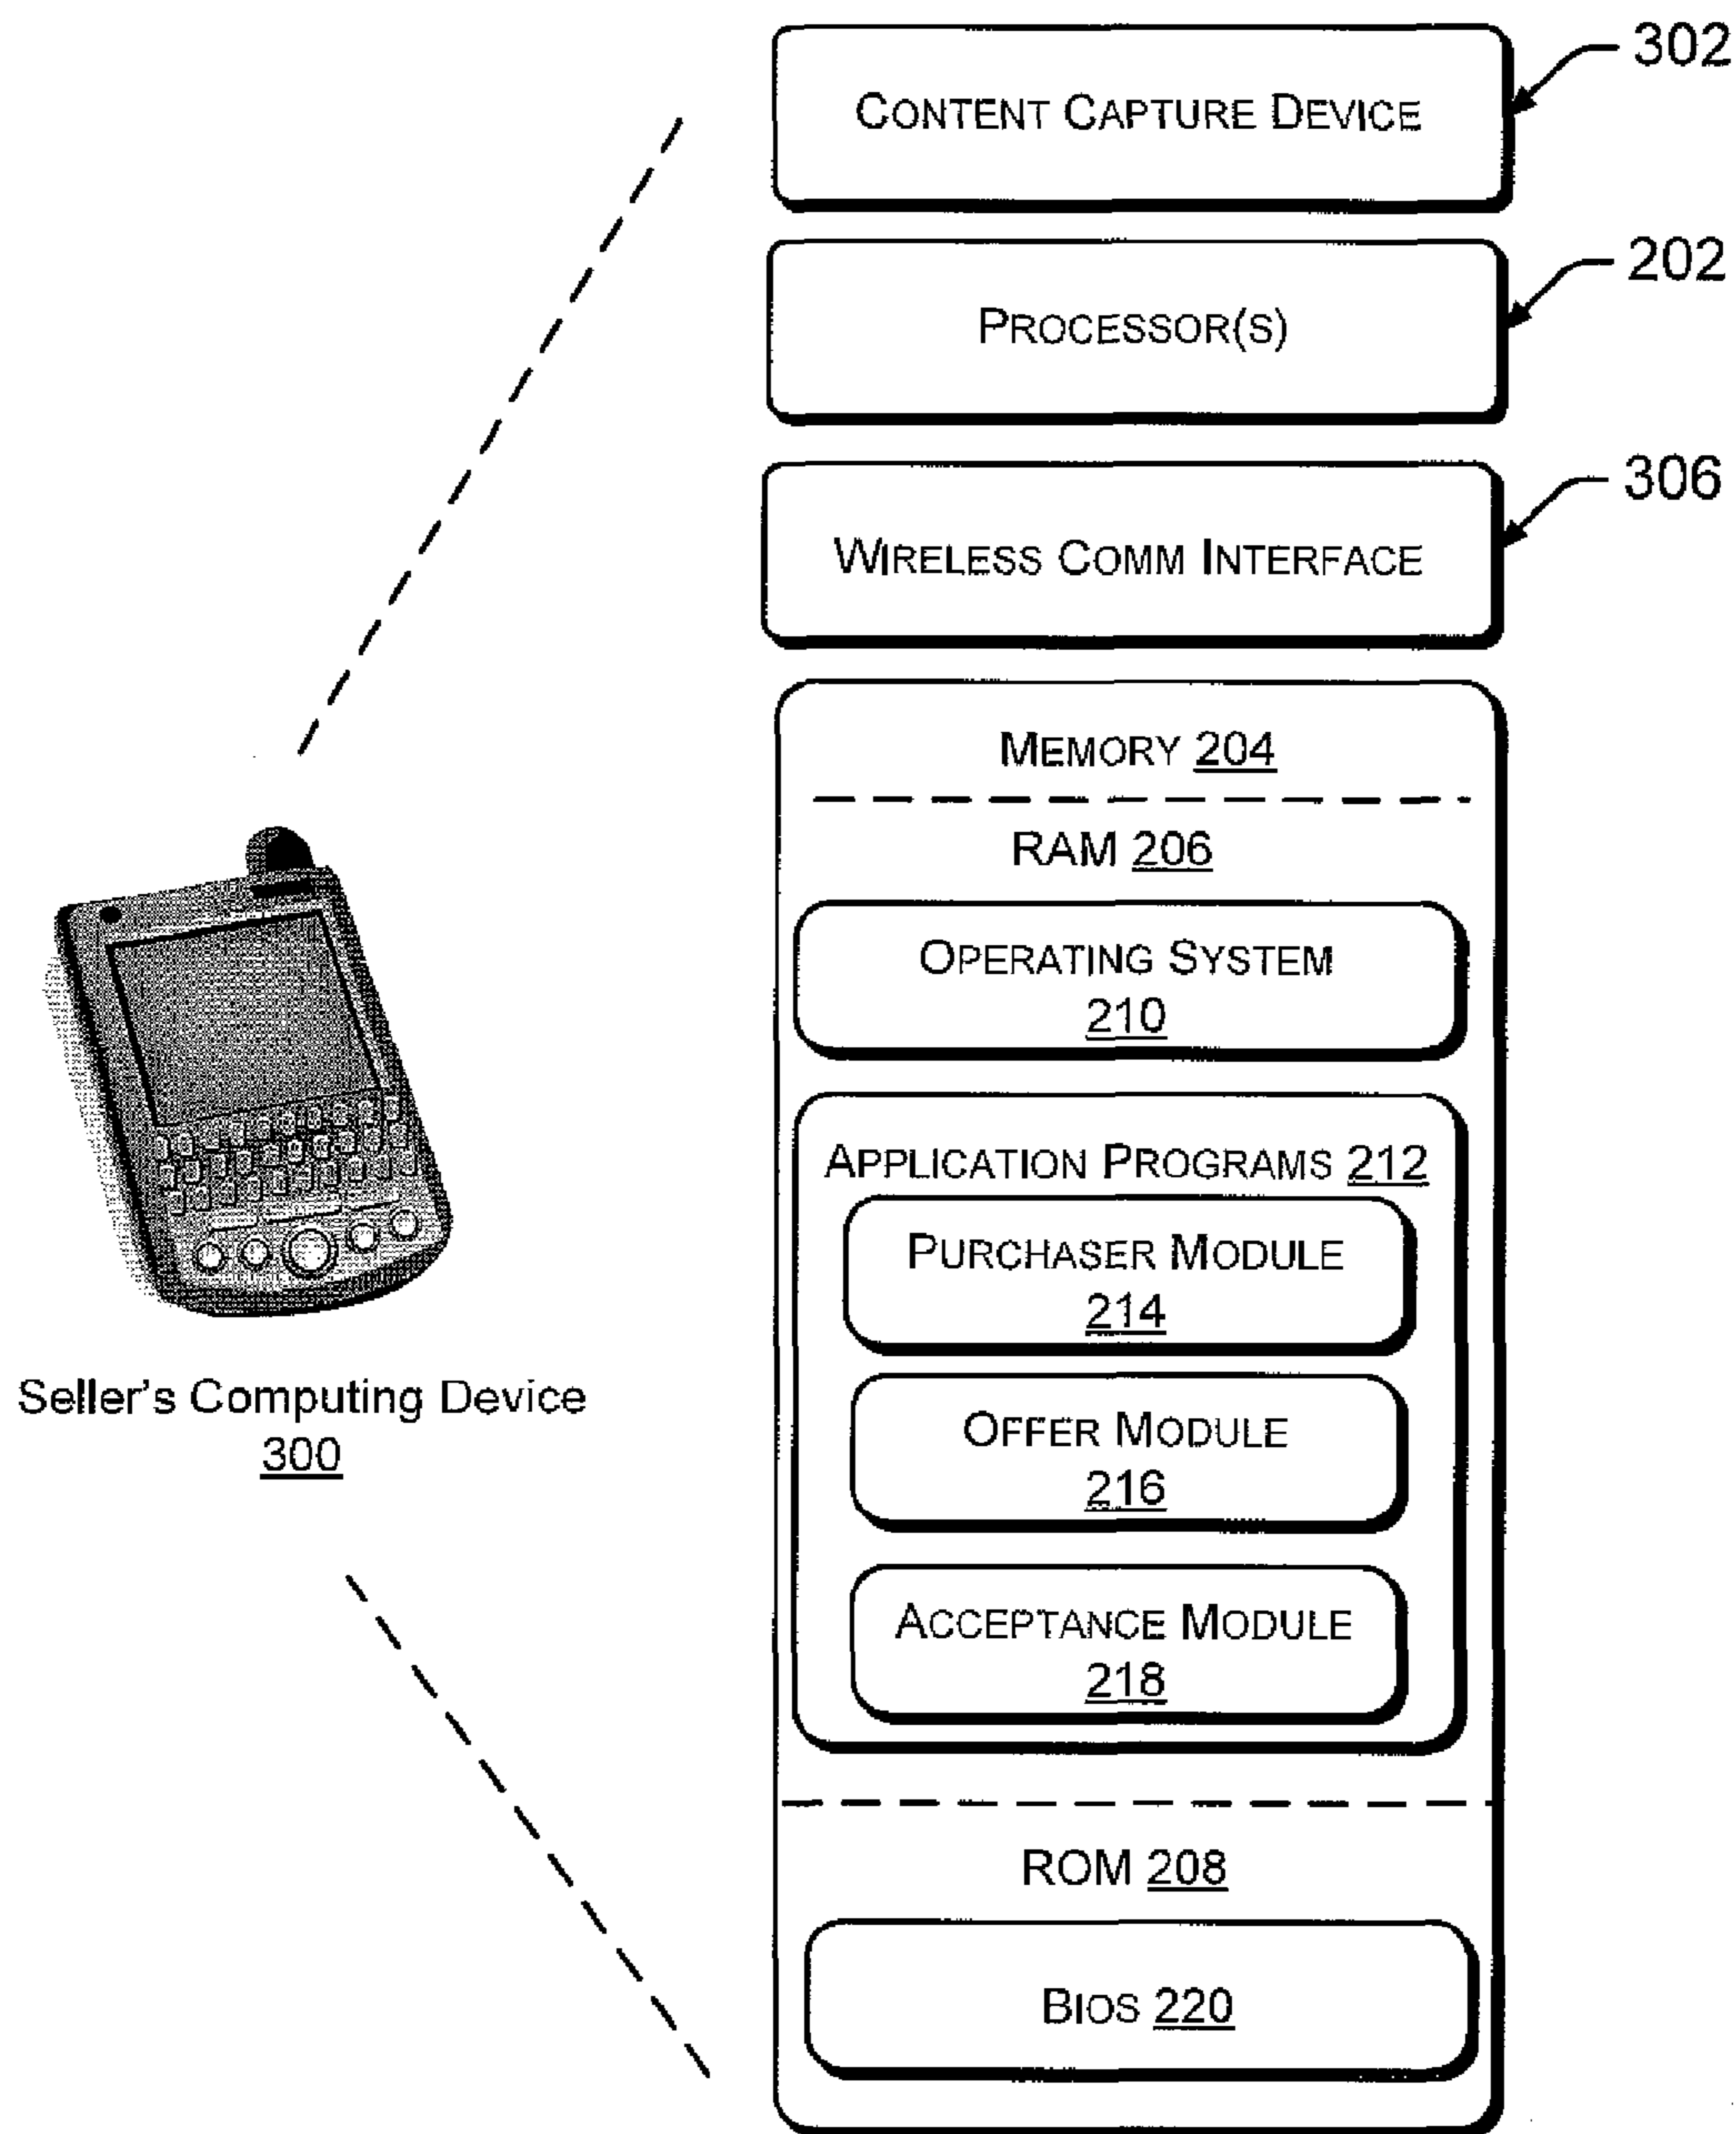 CONTENT CAPTURE DEVICE
302
PROCESSOR(S)
202
WIRELESS COMM INTERFACE
306
MEMORY 204
RAM 206
OPERATING SYSTEM
210
APPLICATION PROGRAMS 212
PURCHASER MODULE
214
OFFER MODULE
216
ACCEPTANCE MODULE
218
ROM 208
BIOS 220
Seller's Computing Device
300